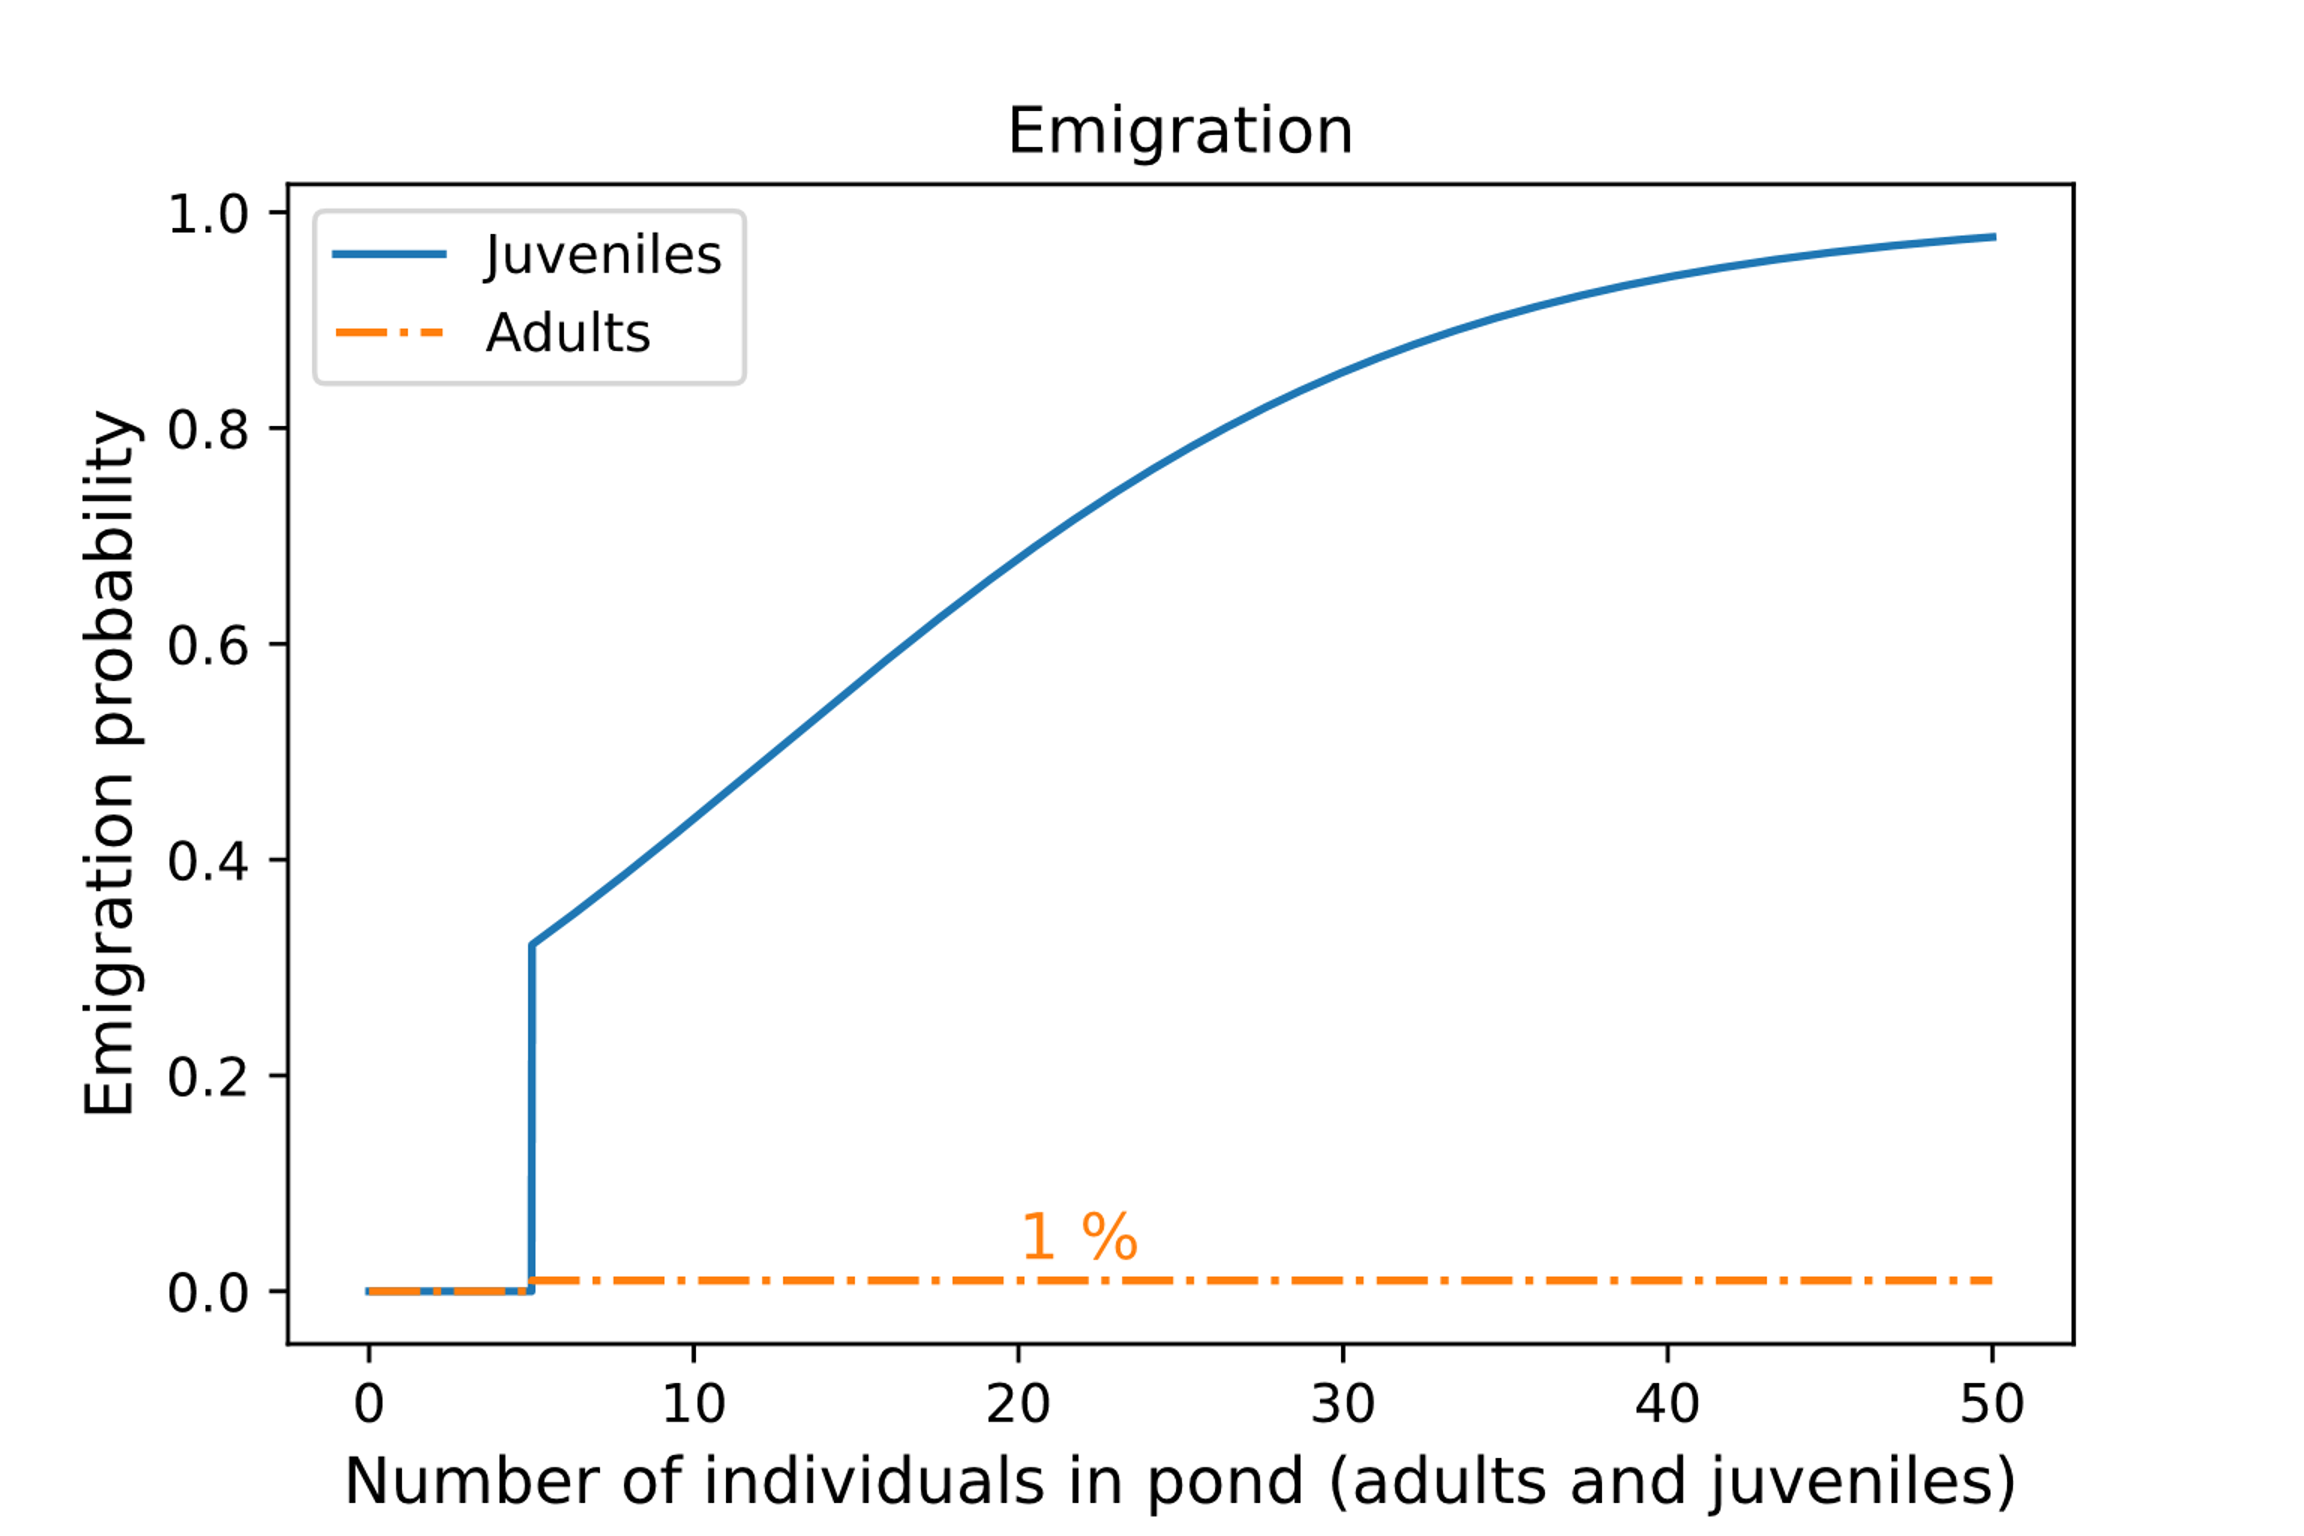 Emigration
Juveniles
Adults
Emigration probability
1.0
0.8
0.6
0.4
0.2
0.0
1 %
0 10 20 30 40 50
Number of individuals in pond (adults and juveniles)